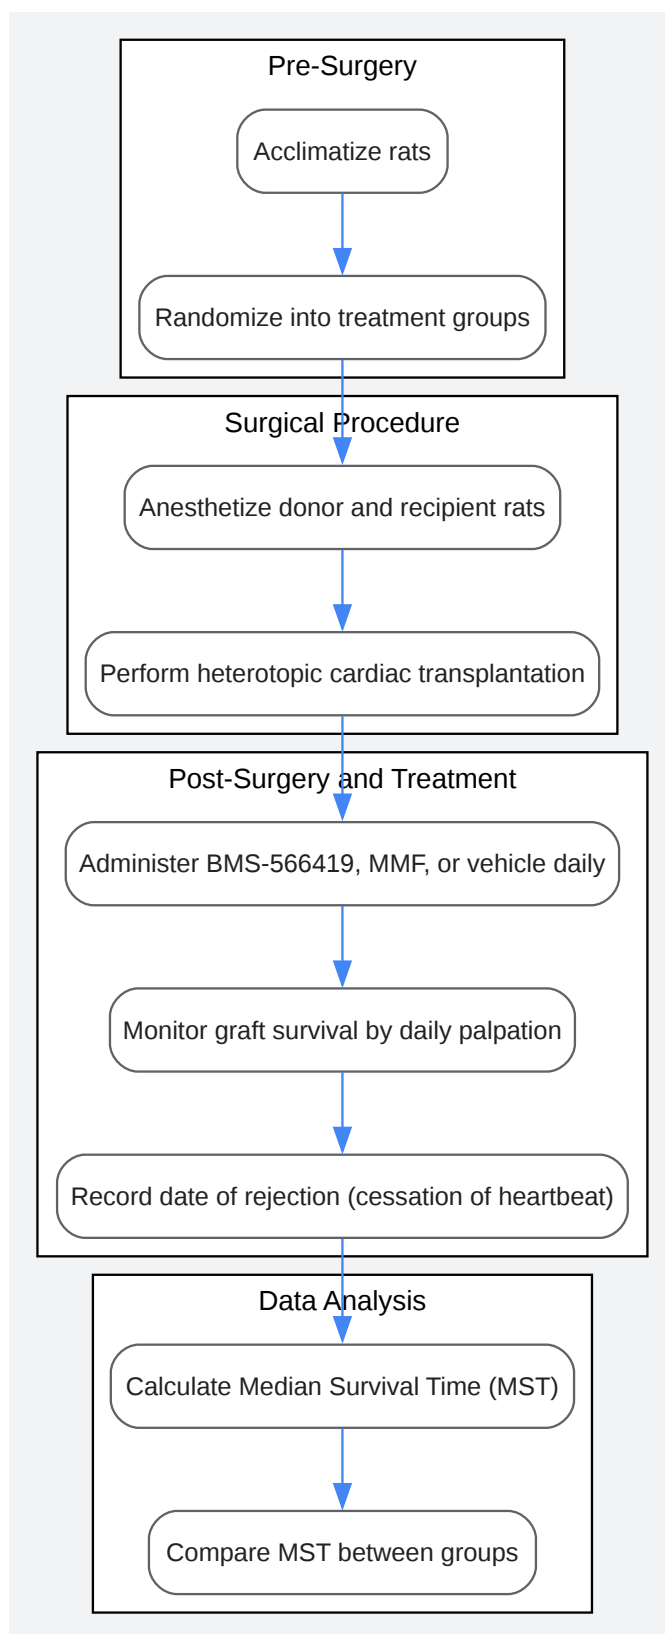 Pre-Surgery
Acclimatize rats
Randomize into treatment groups
Surgical Procedure
Anesthetize donor and recipient rats
Perform heterotopic cardiac transplantation
Post-Surgery and Treatment
Administer BMS-566419, MMF, or vehicle daily
Monitor graft survival by daily palpation
Record date of rejection (cessation of heartbeat)
Data Analysis
Calculate Median Survival Time (MST)
Compare MST between groups